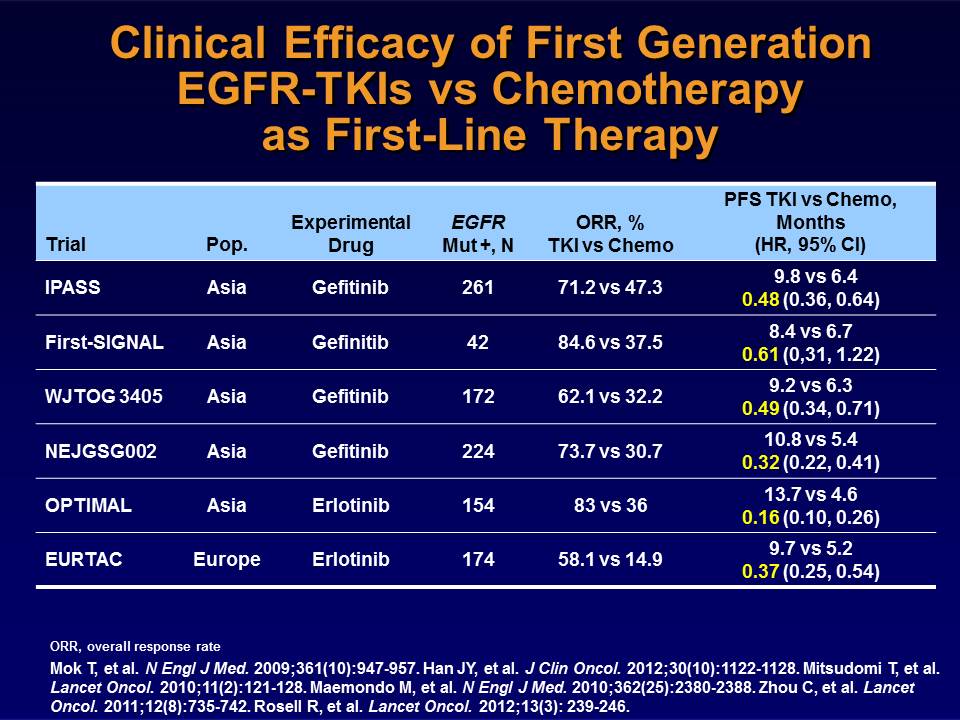 Clinical Efficacy of First Generation
EGFR-TKIs vs Chemotherapy
as First-Line Therapy
Trial Pop. Experimental Drug EGFR Mut +, N ORR, % TKI vs Chemo PFS TKI vs Chemo, Months (HR, 95% CI)
IPASS Asia Gefitinib 261 71.2 vs 47.3 9.8 vs 6.4
0.48 (0.36, 0.64)
First-SIGNAL Asia Gefinitib 42 84.6 vs 37.5 8.4 vs 6.7
0.61 (0,31, 1.22)
WJTOG 3405 Asia Gefitinib 172 62.1 vs 32.2 9.2 vs 6.3
0.49 (0.34, 0.71)
NEJGSG002 Asia Gefitinib 224 73.7 vs 30.7 10.8 vs 5.4
0.32 (0.22, 0.41)
OPTIMAL Asia Erlotinib 154 83 vs 36 13.7 vs 4.6
0.16 (0.10, 0.26)
EURTAC Europe Erlotinib 174 58.1 vs 14.9 9.7 vs 5.2
0.37 (0.25, 0.54)
ORR, overall response rate
Mok T, et al. N Engl J Med. 2009;361(10):947-957. Han JY, et al. J Clin Oncol. 2012;30(10):1122-1128. Mitsudomi T, et al.
Lancet Oncol. 2010;11(2):121-128. Maemondo M, et al. N Engl J Med. 2010;362(25):2380-2388. Zhou C, et al. Lancet
Oncol. 2011;12(8):735-742. Rosell R, et al. Lancet Oncol. 2012;13(3): 239-246.